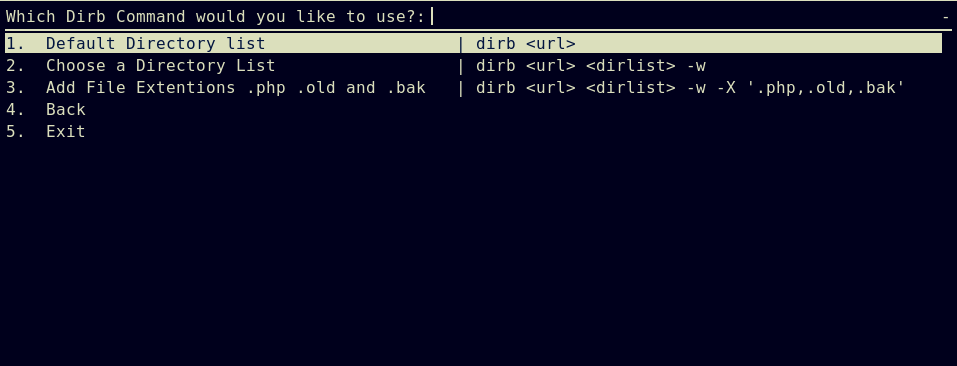 Which Dirb Command would you like to use?: -
1.  Default Directory list                   | dirb <url>
2.  Choose a Directory List                  | dirb <url> <dirlist> -w
3.  Add File Extentions .php .old and .bak   | dirb <url> <dirlist> -w -X '.php,.old,.bak'
4.  Back
5.  Exit